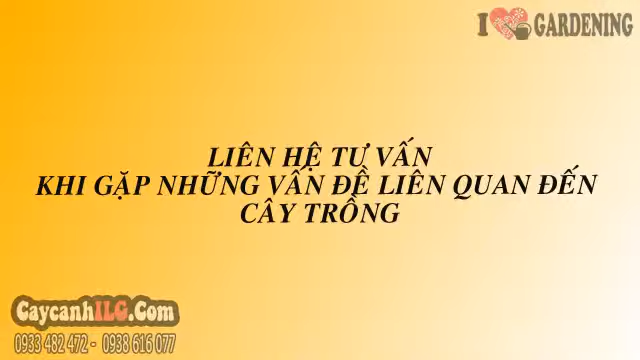 I GARDENING
LIÊN HỆ TƯ VẤN
KHI GẶP NHỮNG VẤN ĐỀ LIÊN QUAN ĐẾN
CÂY TRỒNG
CaycanhILG.Com
0933 482 472 - 0938 616 077